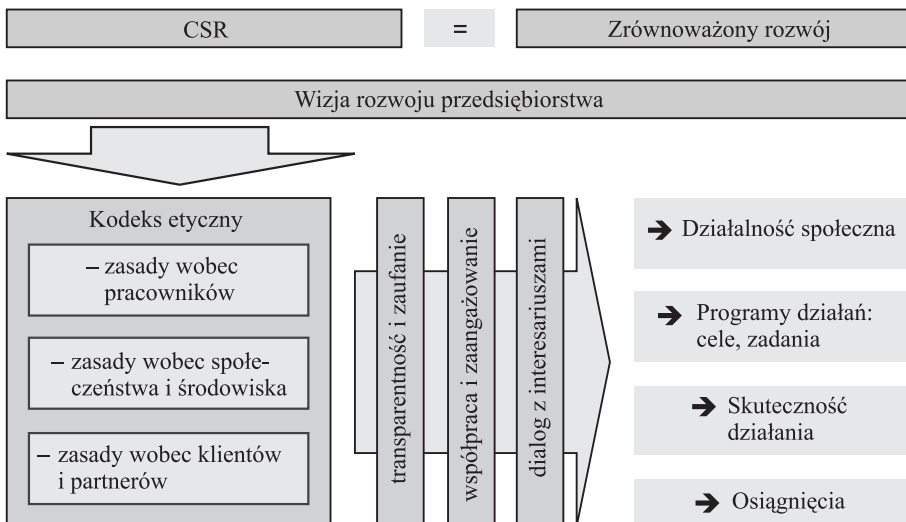 CSR
=
Zrównoważony rozwój
Wizja rozwoju przedsiębiorstwa
Kodeks etyczny
– zasady wobec
pracowników
– zasady wobec społe-
czeństwa i środowiska
– zasady wobec klientów
i partnerów
transparentność i zaufanie
współpraca i zaangażowanie
dialog z interesariuszami
➔ Działalność społeczna
➔ Programy działań:
cele, zadania
➔ Skuteczność
działania
➔ Osiągnięcia